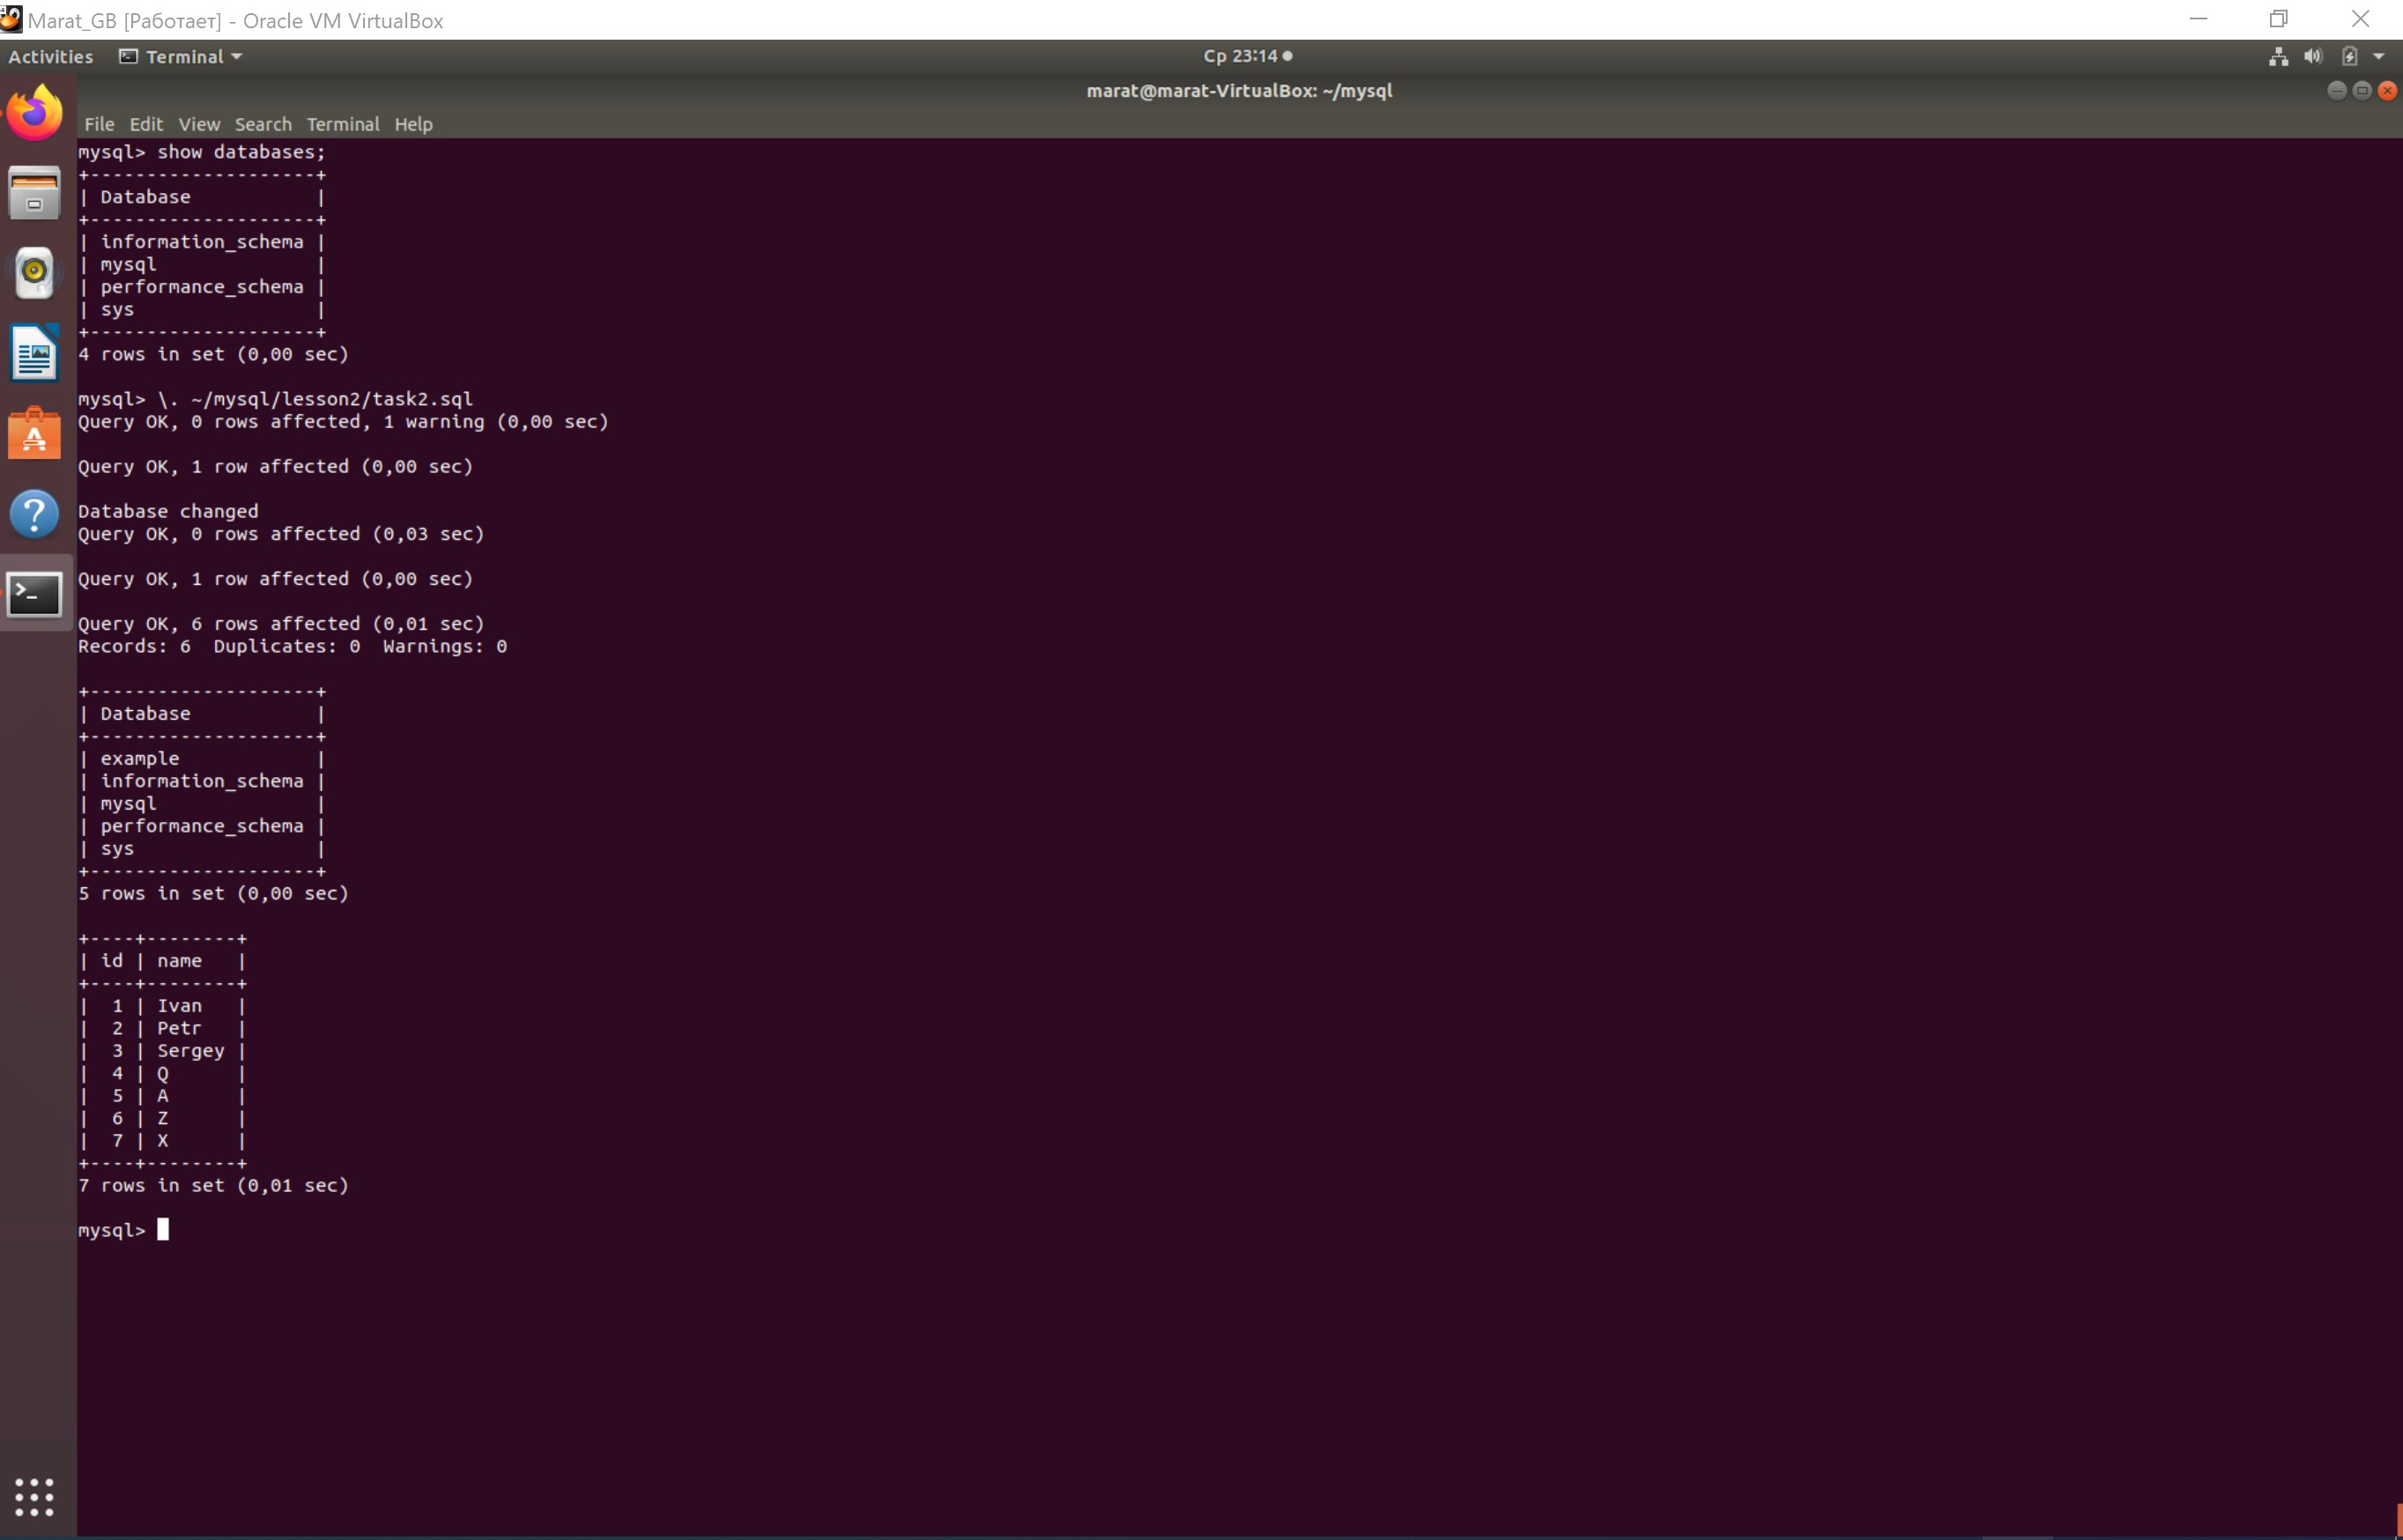 Marat_GB [Работает] - Oracle VM VirtualBox
Activities Terminal Ср 23:14
marat@marat-VirtualBox: ~/mysql
File Edit View Search Terminal Help
mysql> show databases;
+--------------------+
| Database           |
+--------------------+
| information_schema |
| mysql              |
| performance_schema |
| sys                |
+--------------------+
4 rows in set (0,00 sec)
mysql> \. ~/mysql/lesson2/task2.sql
Query OK, 0 rows affected, 1 warning (0,00 sec)
Query OK, 1 row affected (0,00 sec)
Database changed
Query OK, 0 rows affected (0,03 sec)
Query OK, 1 row affected (0,00 sec)
Query OK, 6 rows affected (0,01 sec)
Records: 6  Duplicates: 0  Warnings: 0
+--------------------+
| Database           |
+--------------------+
| example            |
| information_schema |
| mysql              |
| performance_schema |
| sys                |
+--------------------+
5 rows in set (0,00 sec)
+----+--------+
| id | name   |
+----+--------+
|  1 | Ivan   |
|  2 | Petr   |
|  3 | Sergey |
|  4 | Q      |
|  5 | A      |
|  6 | Z      |
|  7 | X      |
+----+--------+
7 rows in set (0,01 sec)
mysql>